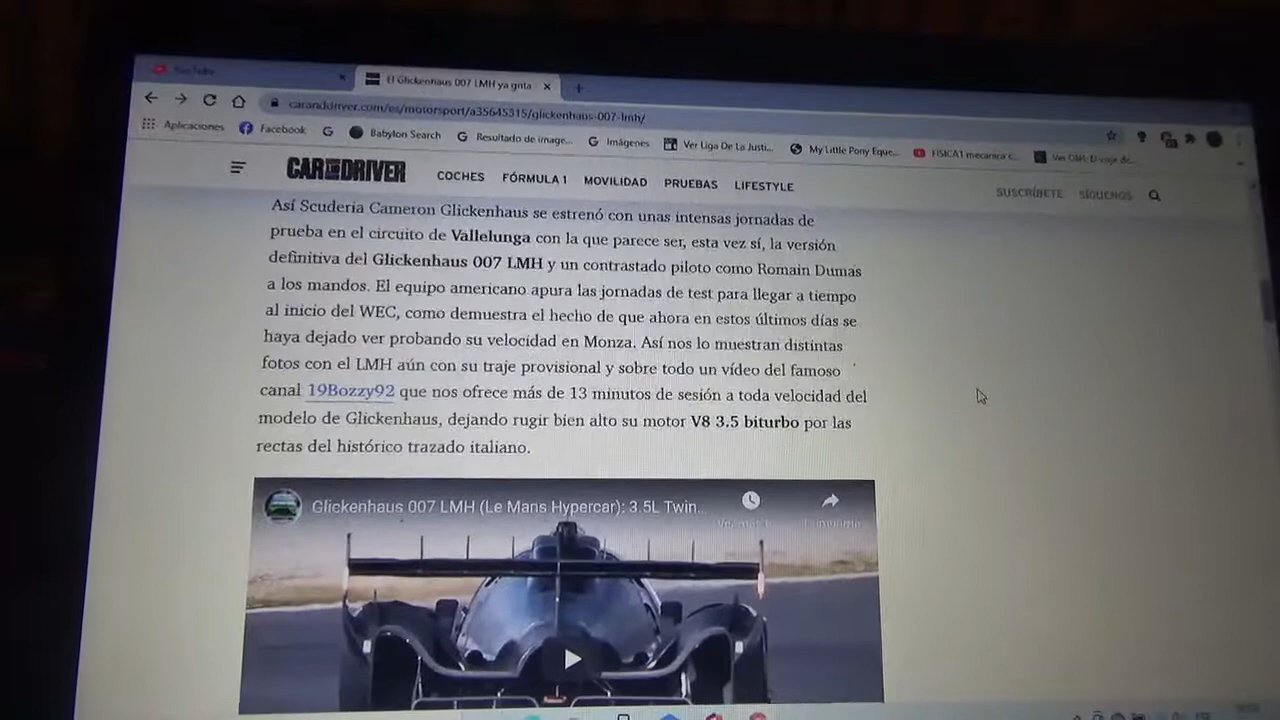 YouTube
El Glickenhaus 007 LMH ya grita
carandriver.com/es/motorsport/a35645315/glickenhaus-007-lmh/
Aplicaciones Facebook Babylon Search Resultado de image... Imágenes Ver Liga De La Justi... My Little Pony Eque... FISICA1 mecanica c...
CAR AND DRIVER COCHES FÓRMULA 1 MOVILIDAD PRUEBAS LIFESTYLE SUSCRÍBETE SÍGUENOS
Así Scuderia Cameron Glickenhaus se estrenó con unas intensas jornadas de
prueba en el circuito de Vallelunga con la que parece ser, esta vez sí, la versión
definitiva del Glickenhaus 007 LMH y un contrastado piloto como Romain Dumas
a los mandos. El equipo americano apura las jornadas de test para llegar a tiempo
al inicio del WEC, como demuestra el hecho de que ahora en estos últimos días se
haya dejado ver probando su velocidad en Monza. Así nos lo muestran distintas
fotos con el LMH aún con su traje provisional y sobre todo un vídeo del famoso
canal 19Bozzy92 que nos ofrece más de 13 minutos de sesión a toda velocidad del
modelo de Glickenhaus, dejando rugir bien alto su motor V8 3.5 biturbo por las
rectas del histórico trazado italiano.
Glickenhaus 007 LMH (Le Mans Hypercar): 3.5L Twin...